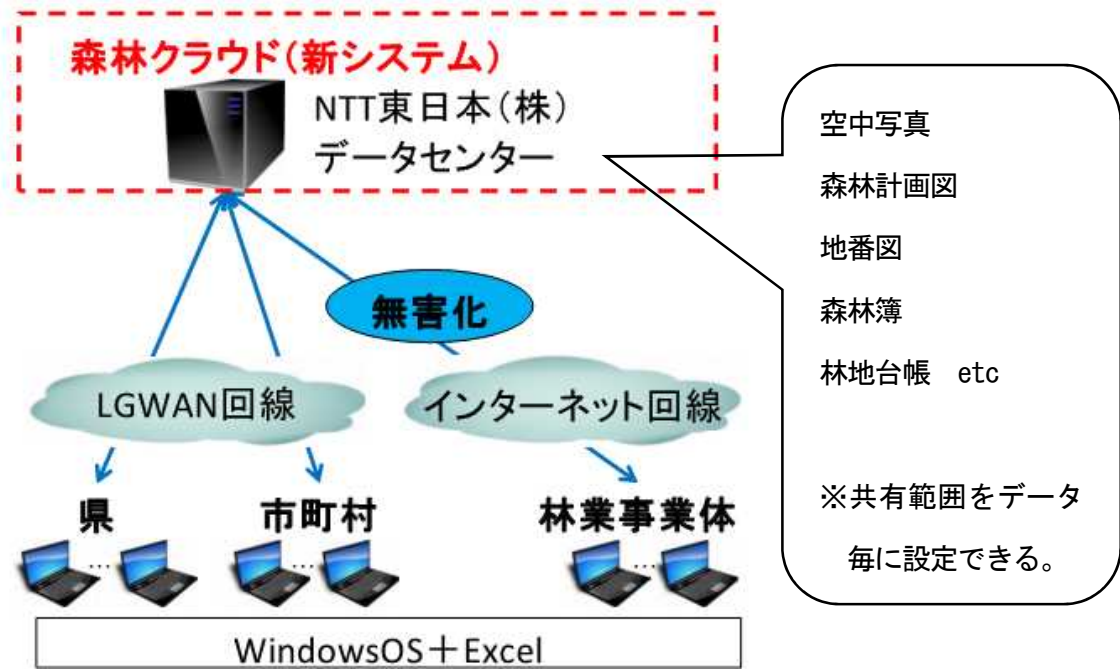 森林クラウド(新システム)
NTT東日本(株)
データセンター
空中写真
森林計画図
地番図
森林簿
林地台帳　etc
※共有範囲をデータ
毎に設定できる。
無害化
LGWAN回線
インターネット回線
県
市町村
林業事業体
… … …
WindowsOS＋Excel